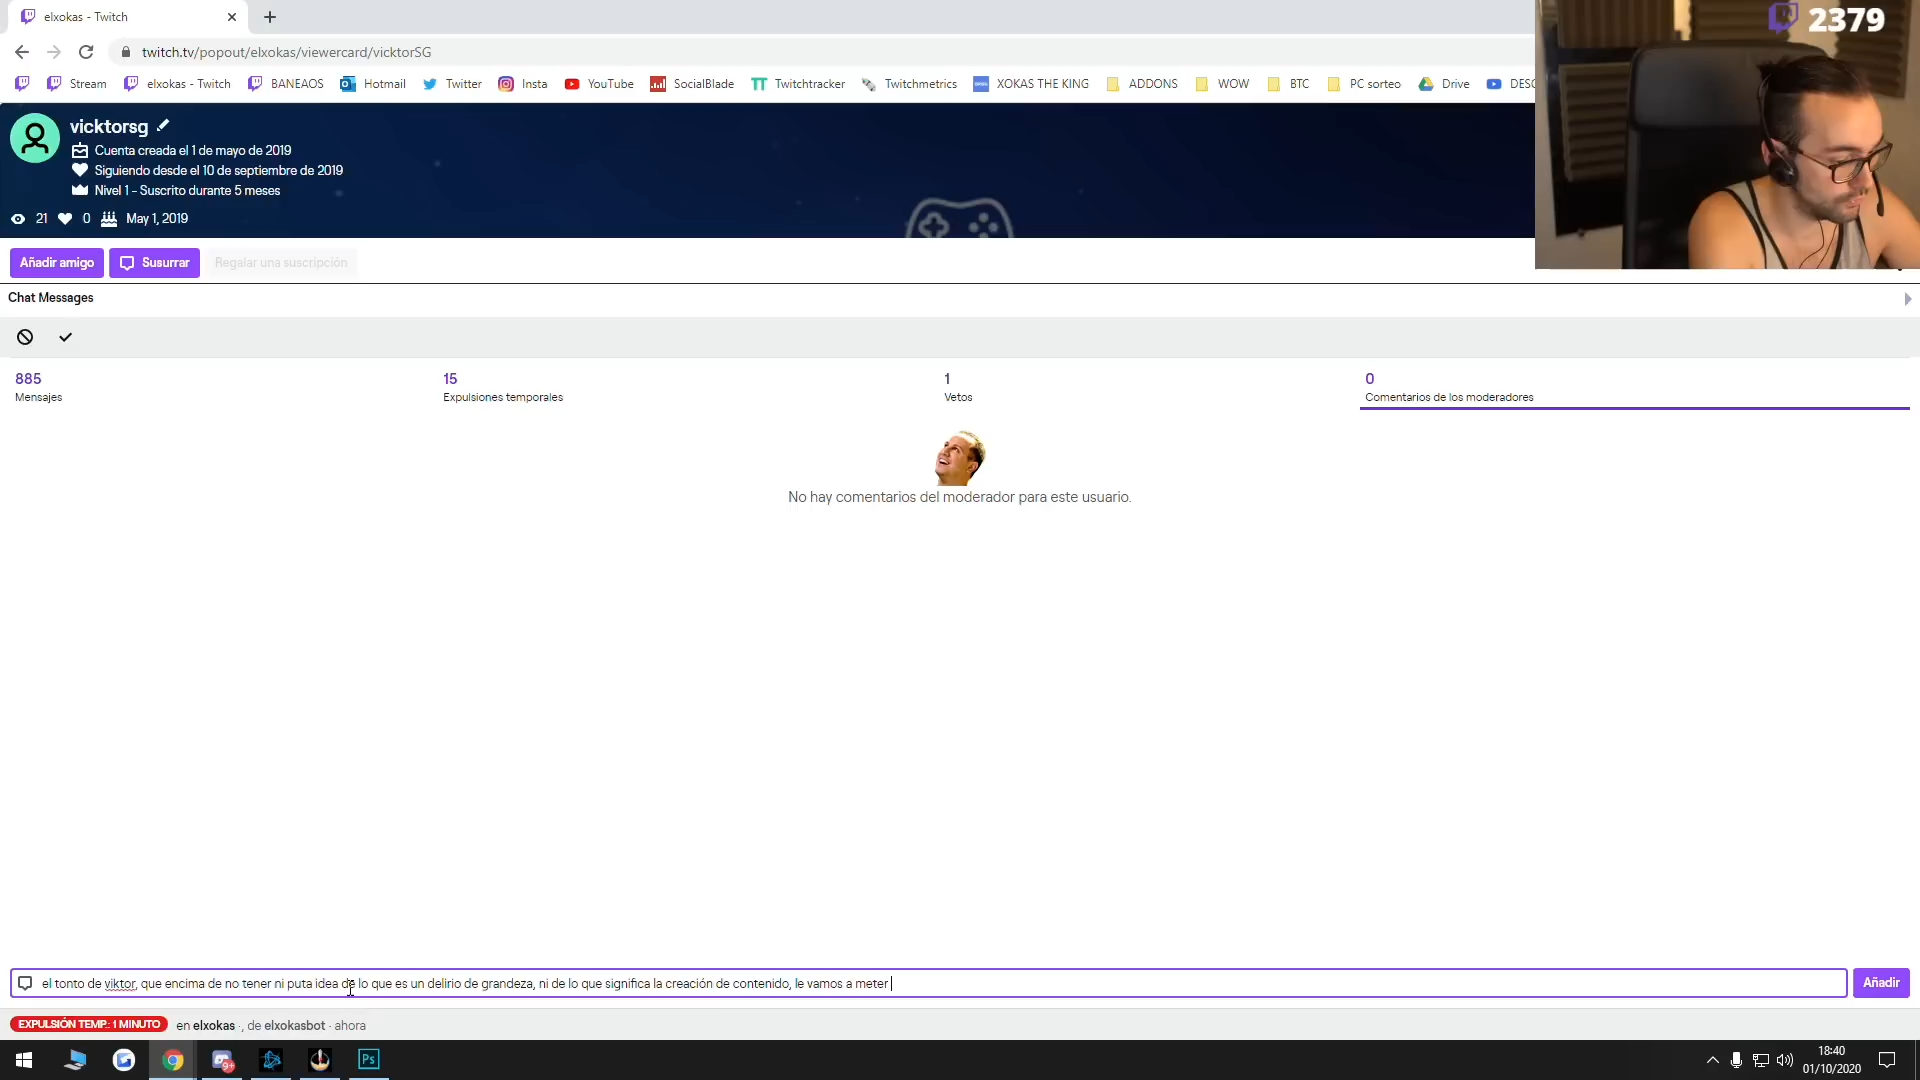 elxokas - Twitch
2379
twitch.tv/popout/elxokas/viewercard/vicktorSG
Stream elxokas - Twitch BANEAOS Hotmail Twitter Insta YouTube SocialBlade Twitchtracker Twitchmetrics XOKAS THE KING ADDONS WOW BTC PC sorteo Drive DESC
vicktorsg
Cuenta creada el 1 de mayo de 2019
Siguiendo desde el 10 de septiembre de 2019
Nivel 1 - Suscrito durante 5 meses
21 0 May 1, 2019
Añadir amigo Susurrar Regalar una suscripción
Chat Messages
885 15 1 0
Mensajes Expulsiones temporales Vetos Comentarios de los moderadores
No hay comentarios del moderador para este usuario.
el tonto de viktor, que encima de no tener ni puta idea de lo que es un delirio de grandeza, ni de lo que significa la creación de contenido, le vamos a meter
Añadir
EXPULSIÓN TEMP.: 1 MINUTO en elxokas · , de elxokasbot · ahora
9+
Ps
18:40
01/10/2020